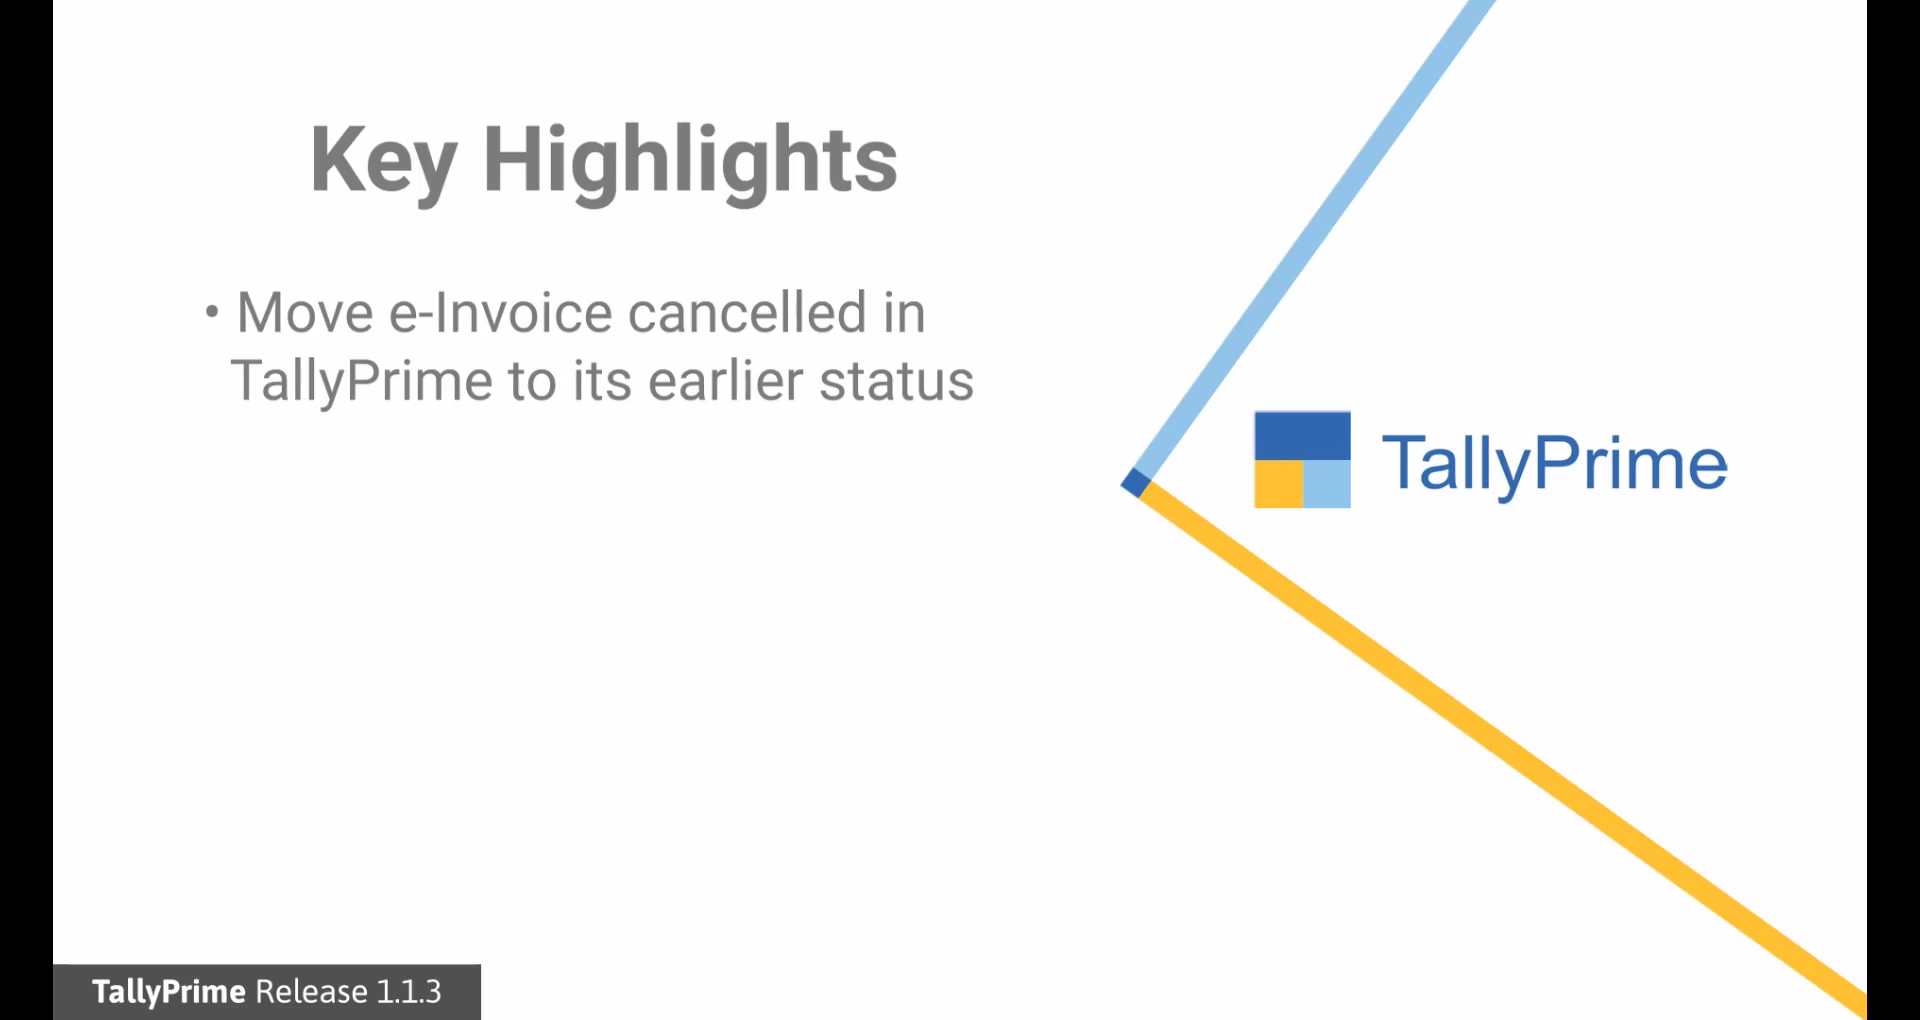 Key Highlights
• Move e-Invoice cancelled in
TallyPrime to its earlier status
TallyPrime
TallyPrime Release 1.1.3